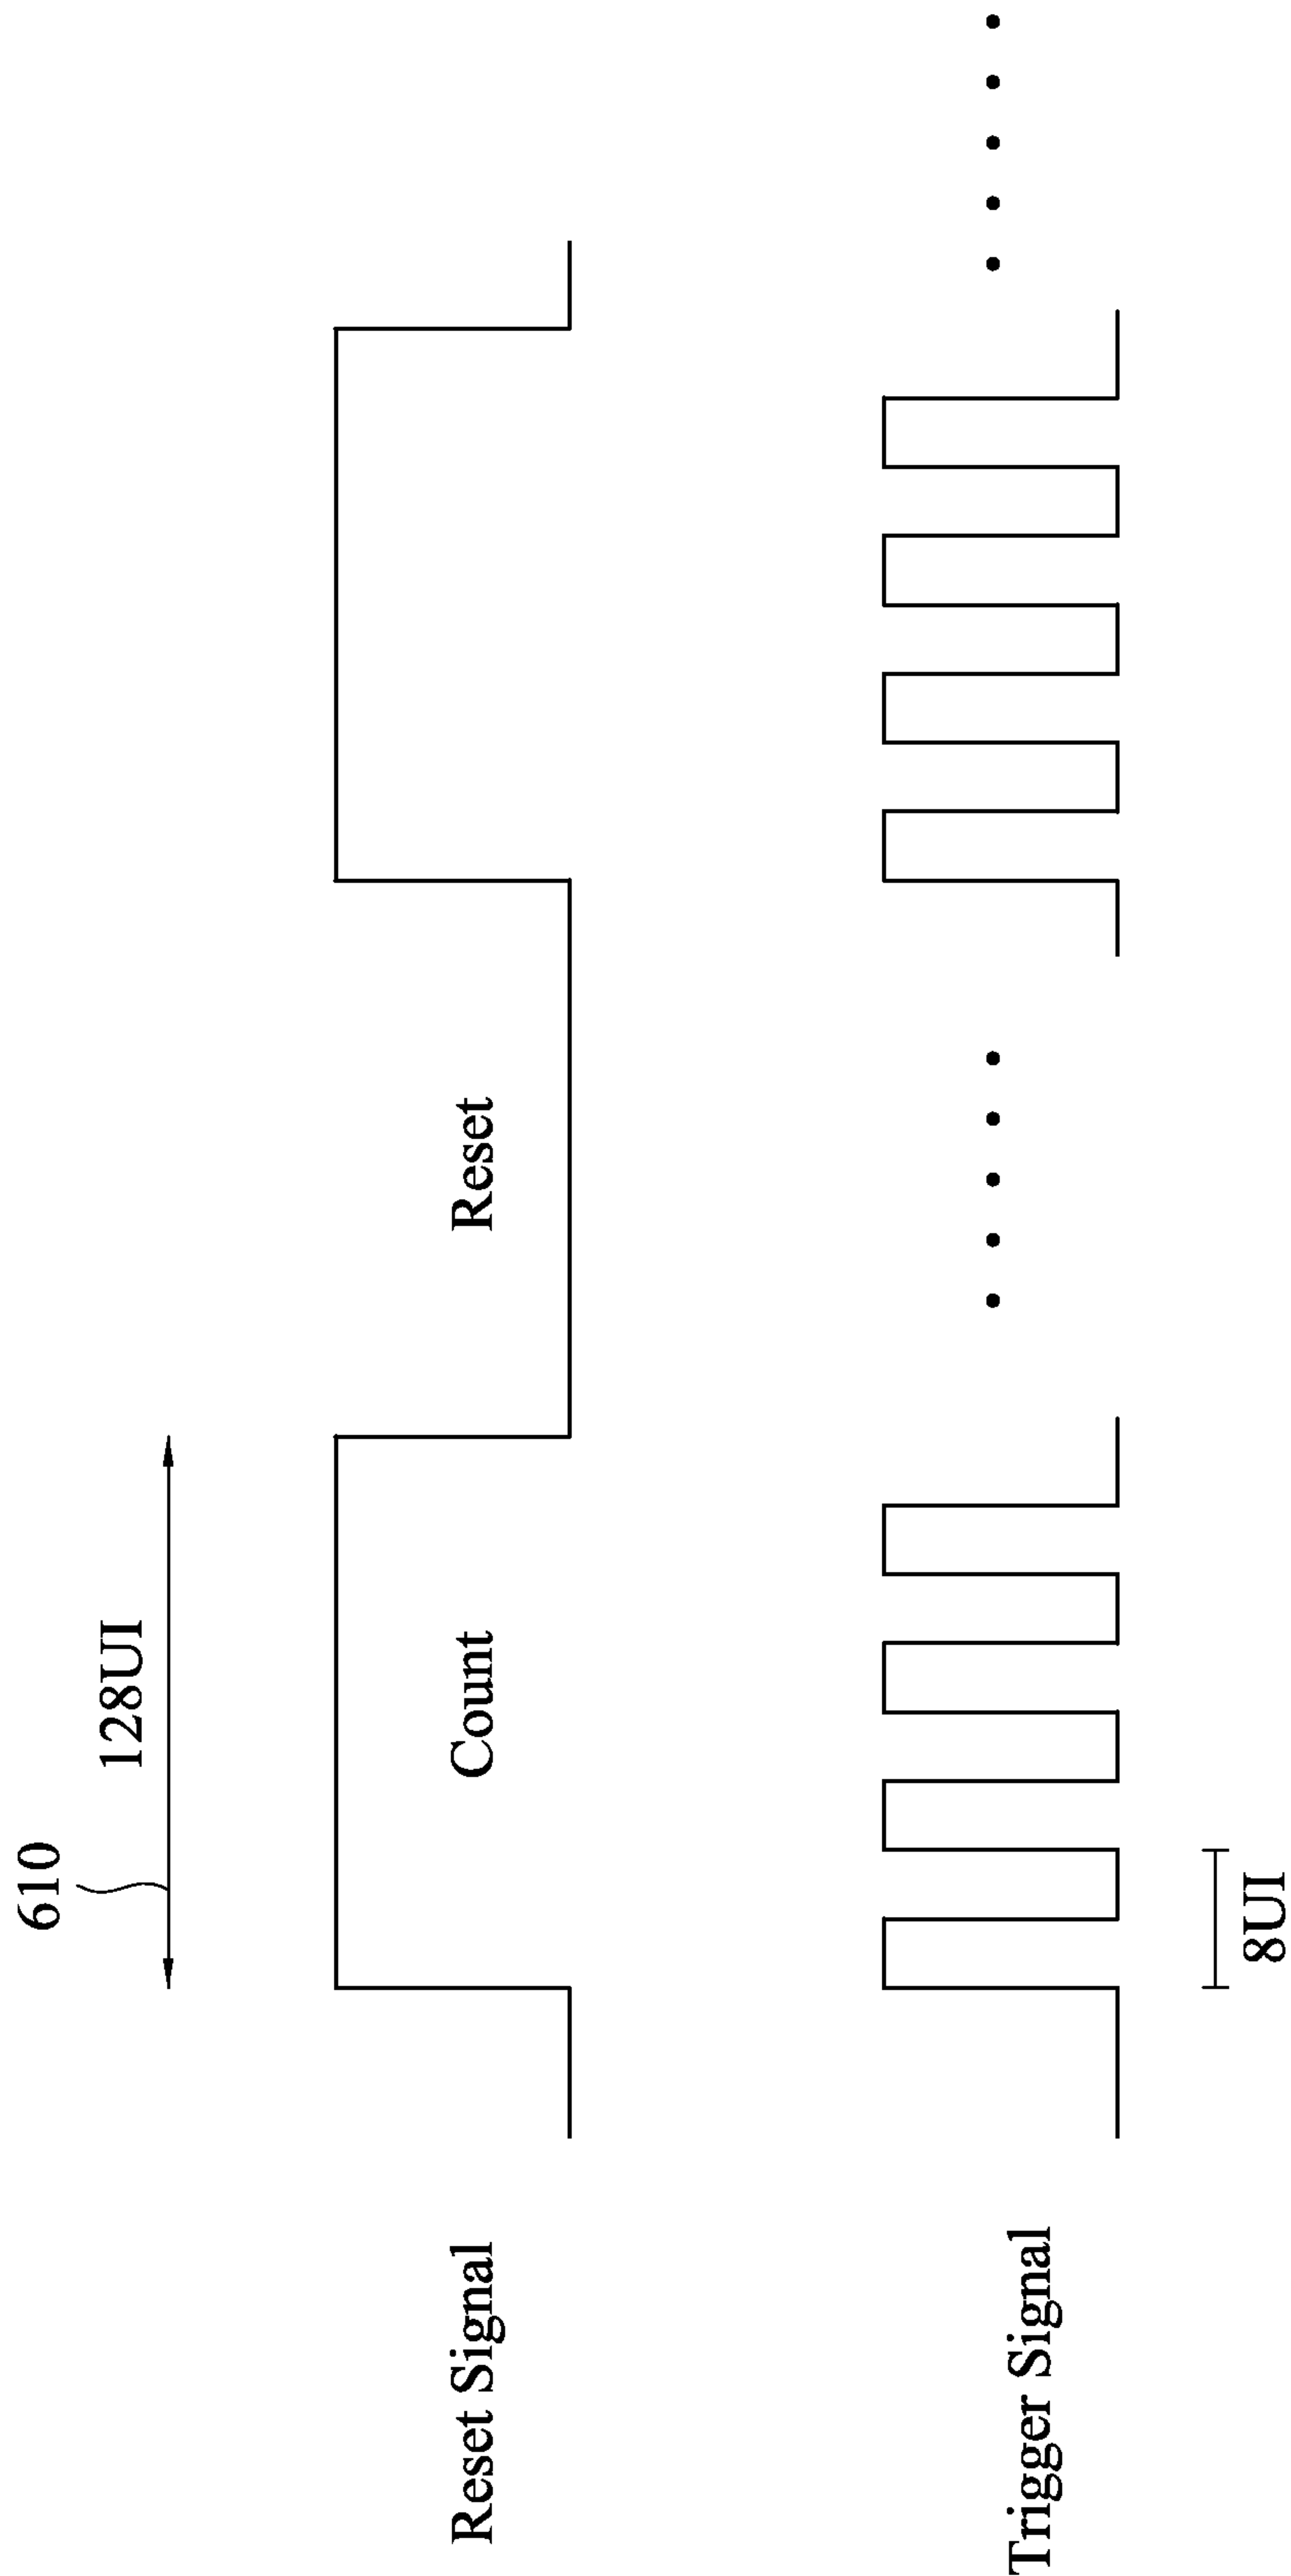 610
128UI
Reset Signal
Count
Reset
Trigger Signal
8UI